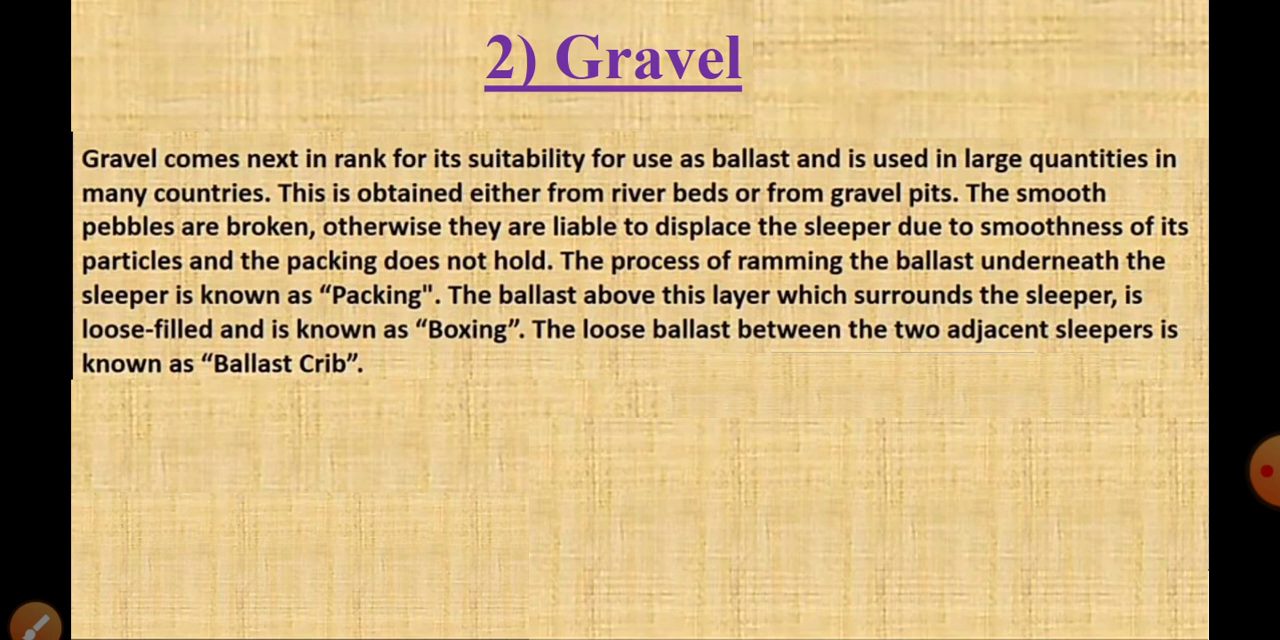 2) Gravel
Gravel comes next in rank for its suitability for use as ballast and is used in large quantities in
many countries. This is obtained either from river beds or from gravel pits. The smooth
pebbles are broken, otherwise they are liable to displace the sleeper due to smoothness of its
particles and the packing does not hold. The process of ramming the ballast underneath the
sleeper is known as “Packing". The ballast above this layer which surrounds the sleeper, is
loose-filled and is known as “Boxing”. The loose ballast between the two adjacent sleepers is
known as “Ballast Crib”.